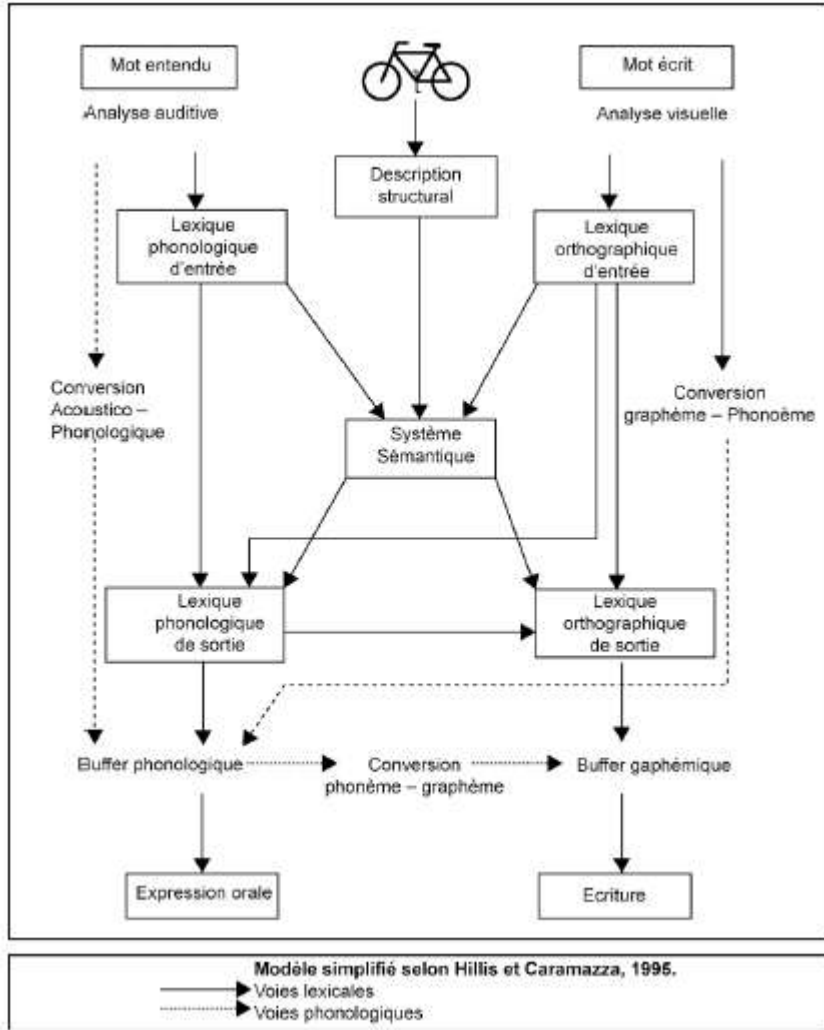 Mot entendu
Mot écrit
Analyse auditive
Analyse visuelle
Description
structural
Lexique
phonologique
d'entrée
Lexique
orthographique
d'entrée
Conversion
Acoustico –
Phonologique
Conversion
graphème – Phonoème
Système
Sémantique
Lexique
phonologique
de sortie
Lexique
orthographique
de sortie
Buffer phonologique
Conversion
phonème – graphème
Buffer gaphémique
Expression orale
Ecriture
Modèle simplifié selon Hillis et Caramazza, 1995.
Voies lexicales
Voies phonologiques